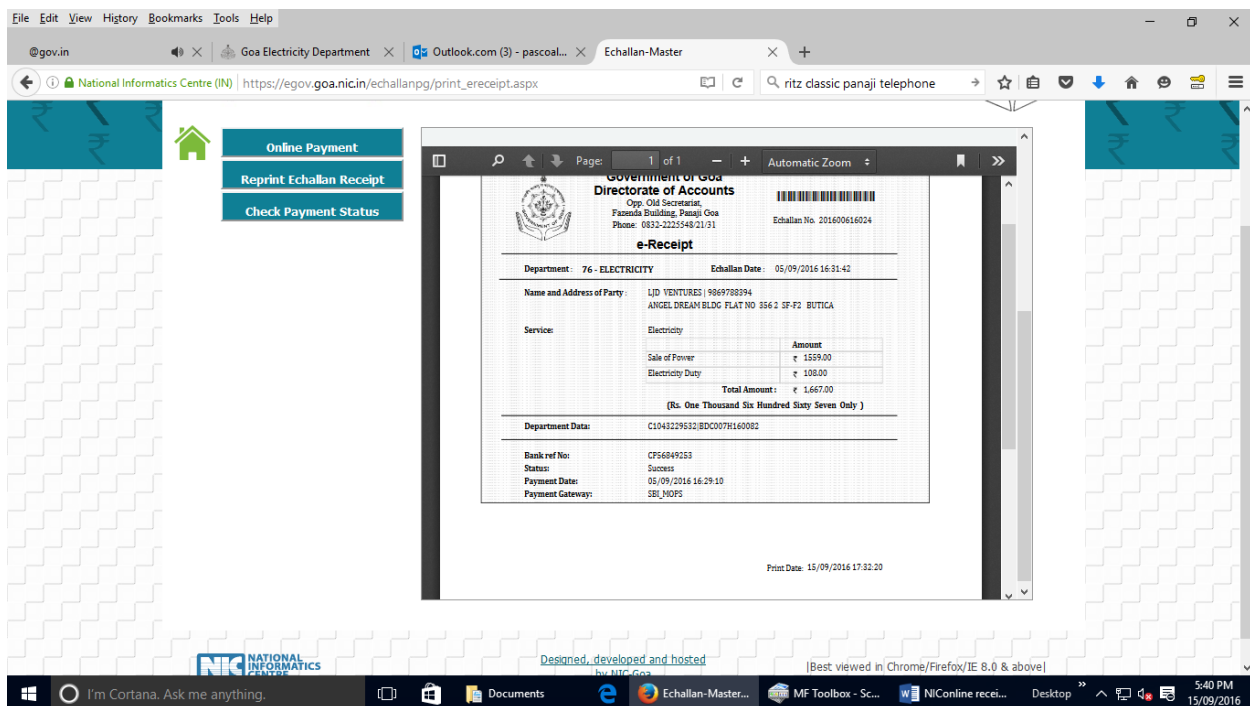 File Edit View History Bookmarks Tools Help
@gov.in
Goa Electricity Department
Outlook.com (3) - pascoal...
Echallan-Master
National Informatics Centre (IN) https://egov.goa.nic.in/echallanpg/print_ereceipt.aspx
ritz classic panaji telephone
Online Payment
Reprint Echallan Receipt
Check Payment Status
Page: 1 of 1 Automatic Zoom
Government of Goa
Directorate of Accounts
Opp. Old Secretariat,
Fazenda Building, Panaji Goa
Phone: 0832-2225548/21/31
Echallan No. 201600616024
e-Receipt
Department : 76 - ELECTRICITY Echallan Date : 05/09/2016 16:31:42
Name and Address of Party : LJD VENTURES | 9869788394
ANGEL DREAM BLDG FLAT NO 356 2 SF-F2 BUTICA
Service: Electricity
Amount
Sale of Power ₹ 1559.00
Electricity Duty ₹ 108.00
Total Amount : ₹ 1,667.00
(Rs. One Thousand Six Hundred Sixty Seven Only )
Department Data: C1043229532|BDC007H160082
Bank ref No: CP56849253
Status: Success
Payment Date: 05/09/2016 16:29:10
Payment Gateway: SBI_MOPS
Print Date: 15/09/2016 17:32:20
NIC NATIONAL
INFORMATICS
CENTRE
Designed, developed and hosted
by NIC-Goa
|Best viewed in Chrome/Firefox/IE 8.0 & above|
I'm Cortana. Ask me anything.
Documents
Echallan-Master...
MF Toolbox - Sc...
NIConline recei...
Desktop
5:40 PM
15/09/2016